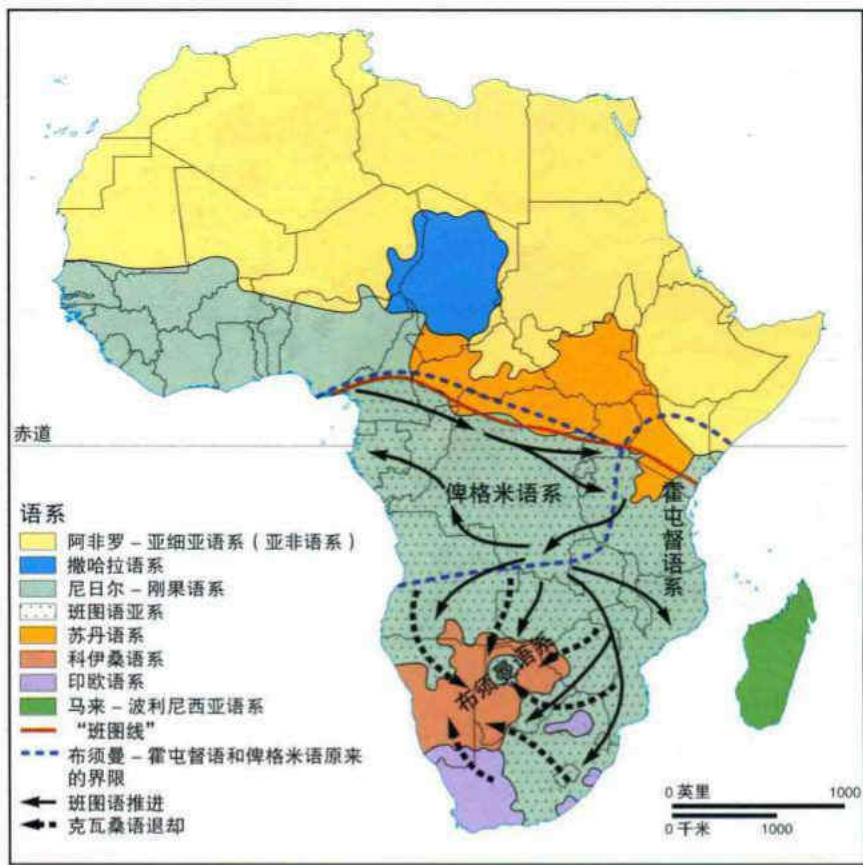 赤道
俾格米语系
霍屯督语系
布须曼语系
语系
阿非罗－亚细亚语系（亚非语系）
撒哈拉语系
尼日尔－刚果语系
班图语亚系
苏丹语系
科伊桑语系
印欧语系
马来－波利尼西亚语系
“班图线”
布须曼－霍屯督语和俾格米语原来
的界限
班图语推进
克瓦桑语退却
0 英里 1000
0 千米 1000